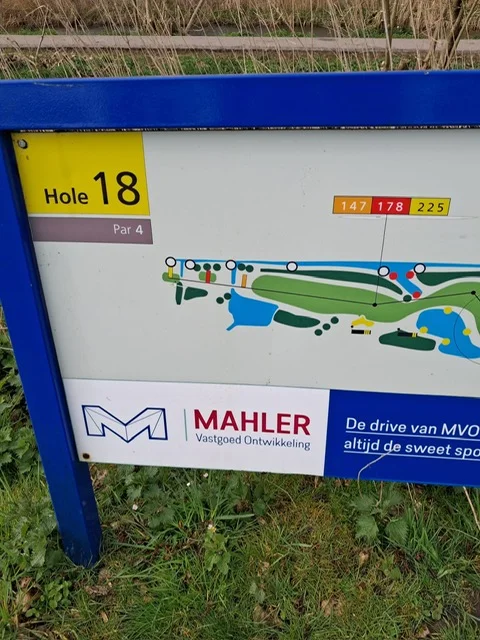 Hole 18
Par 4
147 178 225
MAHLER
Vastgoed Ontwikkeling
De drive van MVO
altijd de sweet spo